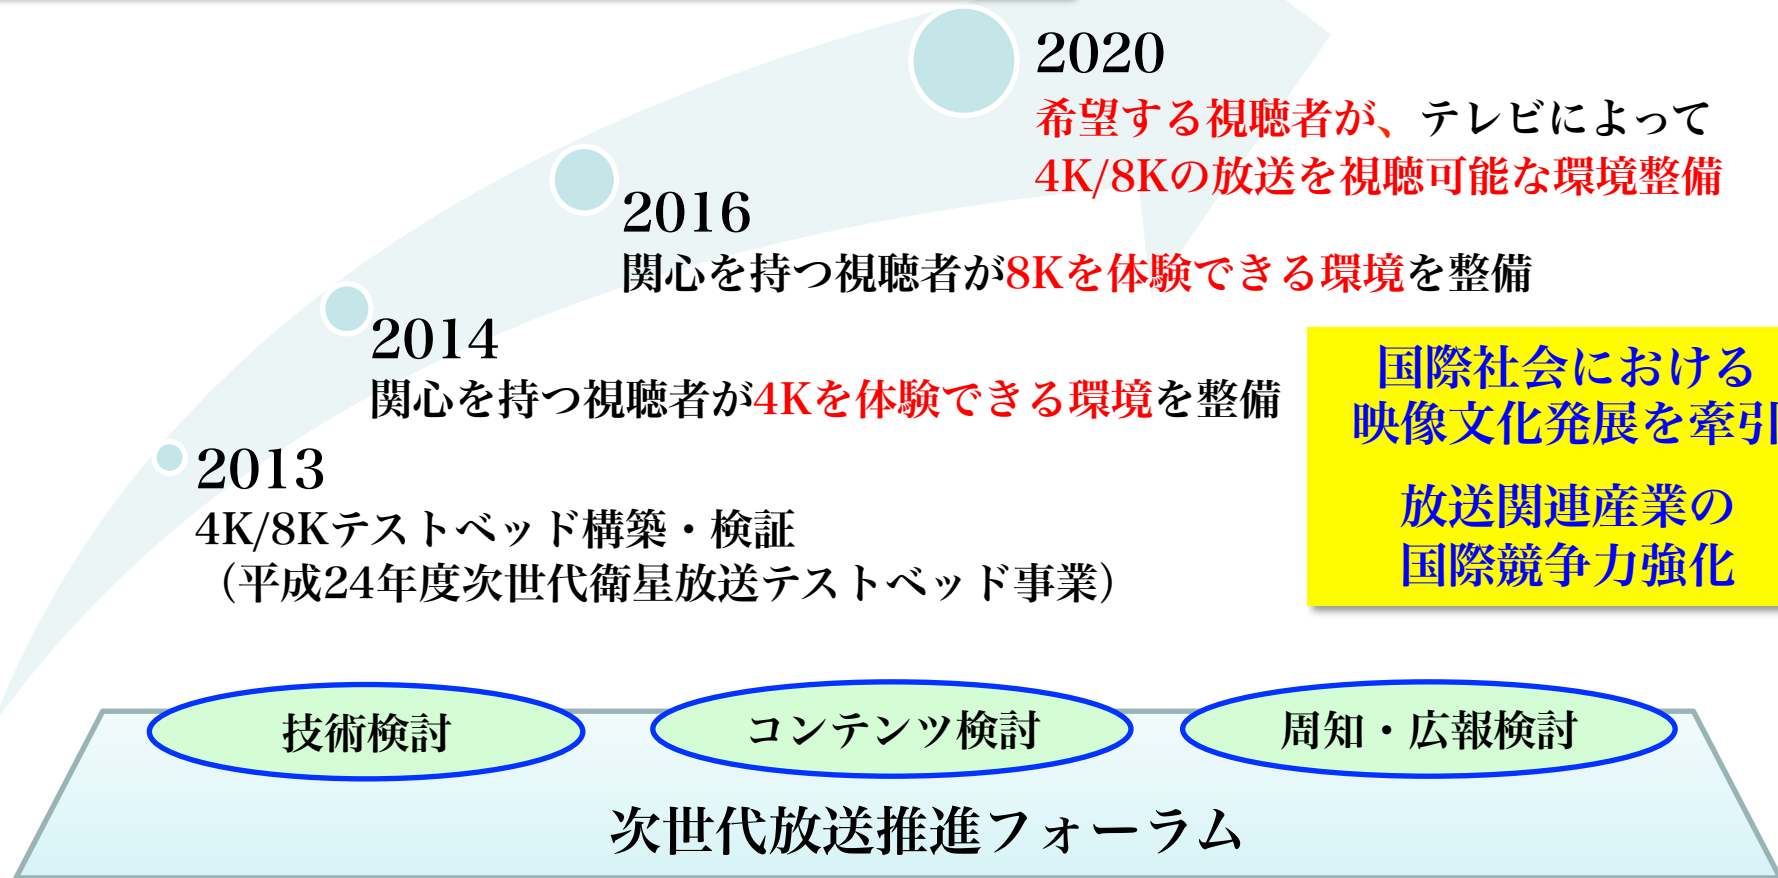 2020
希望する視聴者が、テレビによって
4K/8Kの放送を視聴可能な環境整備
2016
関心を持つ視聴者が8Kを体験できる環境を整備
2014
関心を持つ視聴者が4Kを体験できる環境を整備
2013
4K/8Kテストベッド構築・検証
（平成24年度次世代衛星放送テストベッド事業）
国際社会における
映像文化発展を牽引
放送関連産業の
国際競争力強化
技術検討
コンテンツ検討
周知・広報検討
次世代放送推進フォーラム